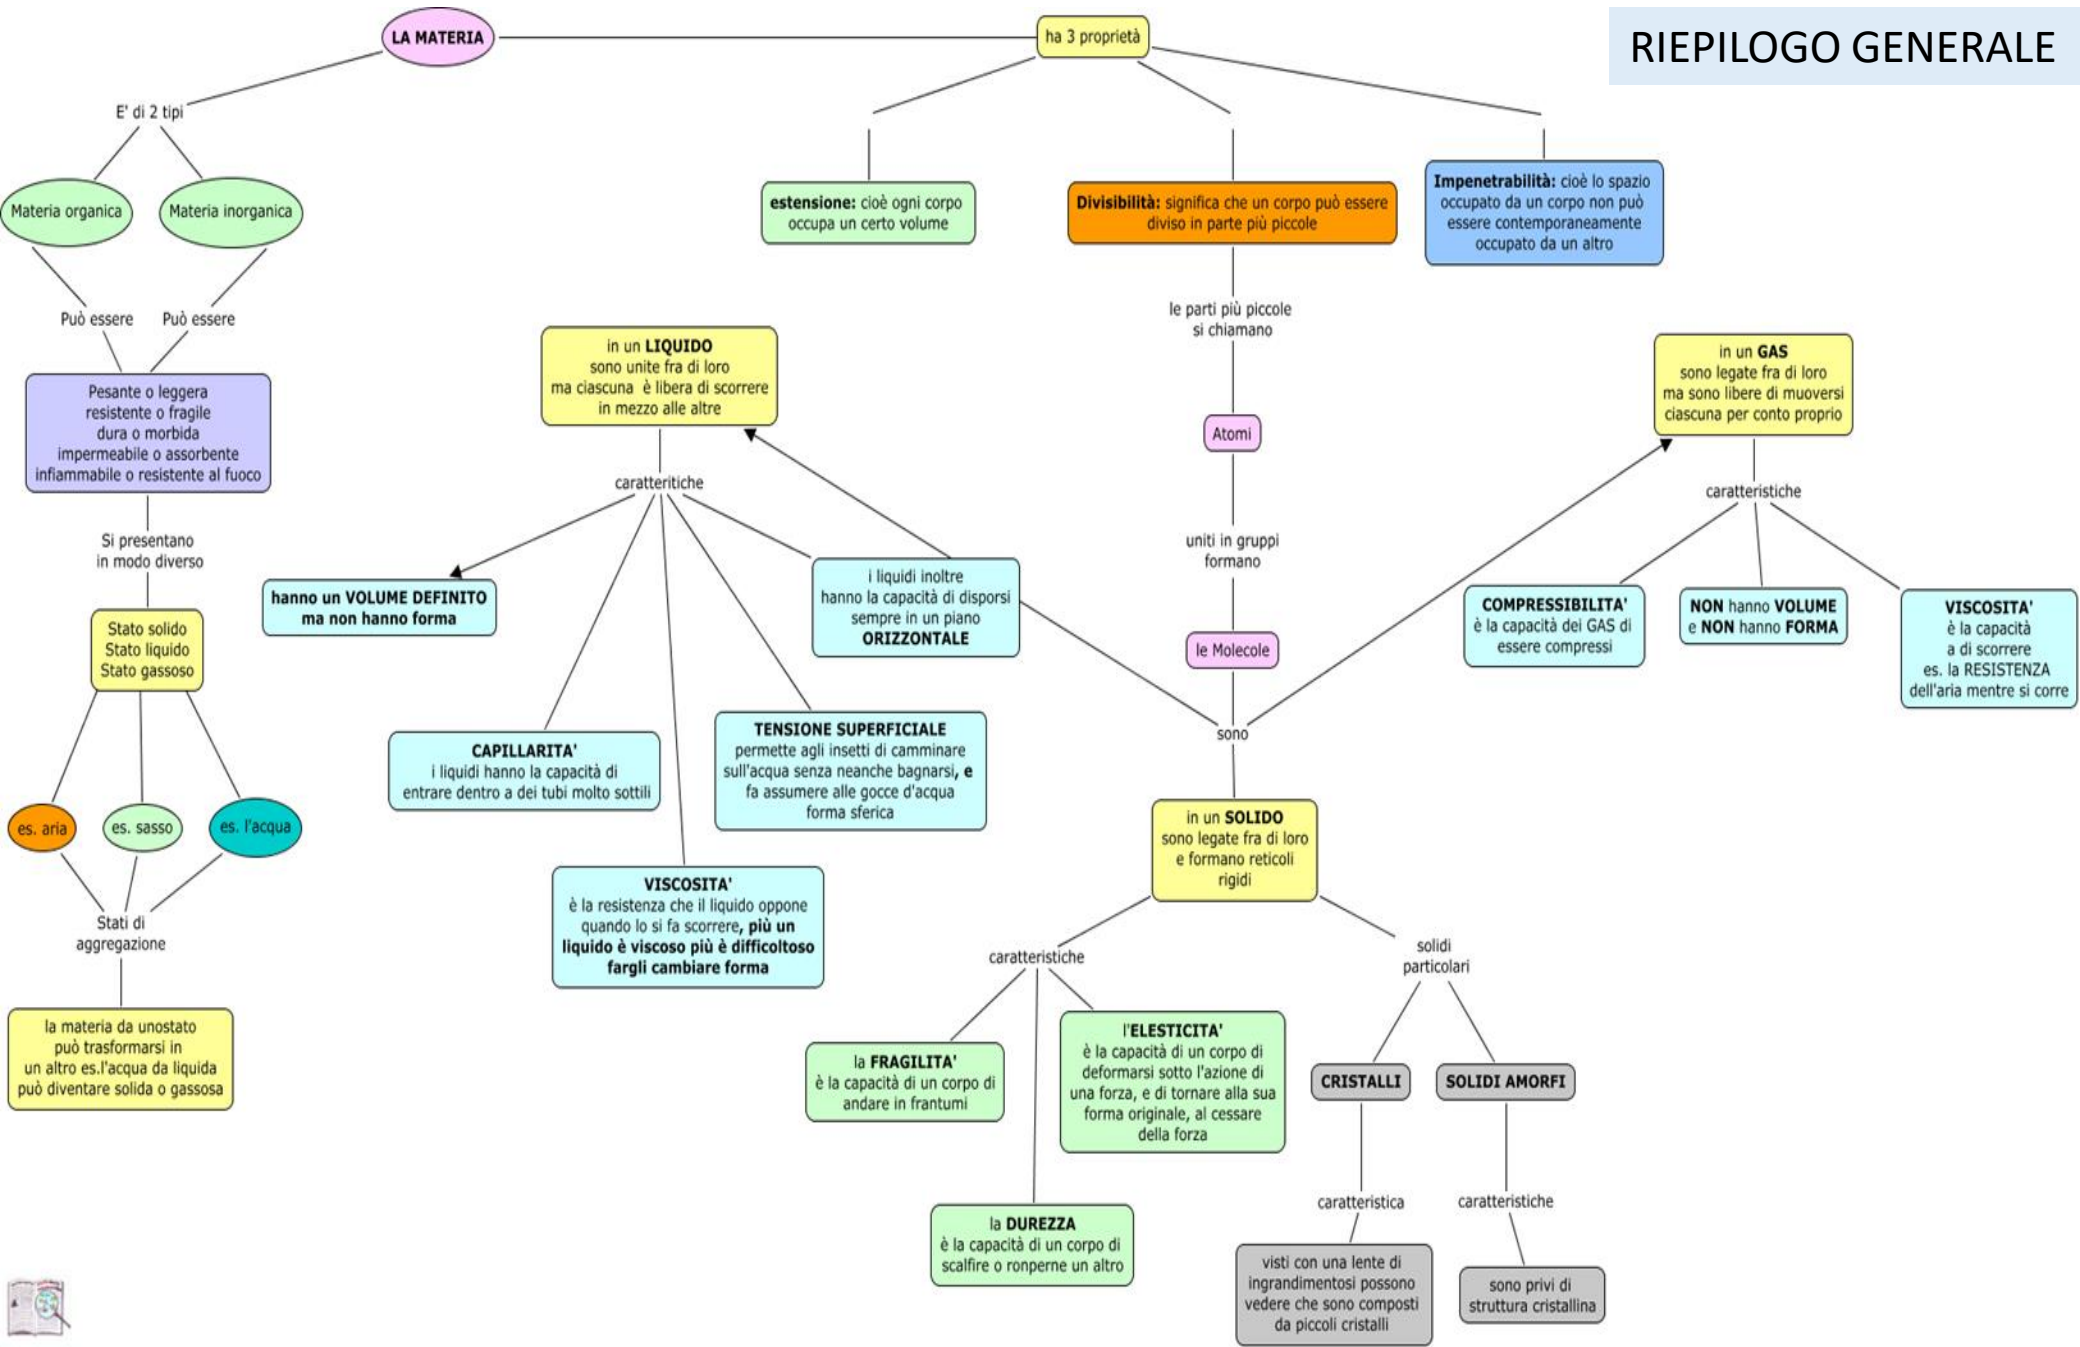 RIEPILOGO GENERALE
LA MATERIA
ha 3 proprietà
E' di 2 tipi
Materia organica
Materia inorganica
Può essere
Può essere
Pesante o leggera
resistente o fragile
dura o morbida
impermeabile o assorbente
infiammabile o resistente al fuoco
Si presentano
in modo diverso
Stato solido
Stato liquido
Stato gassoso
es. aria
es. sasso
es. l'acqua
Stati di
aggregazione
la materia da unostato
può trasformarsi in
un altro es.l'acqua da liquida
può diventare solida o gassosa
estensione: cioè ogni corpo
occupa un certo volume
Divisibilità: significa che un corpo può essere
diviso in parte più piccole
Impenetrabilità: cioè lo spazio
occupato da un corpo non può
essere contemporaneamente
occupato da un altro
le parti più piccole
si chiamano
Atomi
uniti in gruppi
formano
le Molecole
sono
in un LIQUIDO
sono unite fra di loro
ma ciascuna è libera di scorrere
in mezzo alle altre
caratteritiche
hanno un VOLUME DEFINITO
ma non hanno forma
CAPILLARITA'
i liquidi hanno la capacità di
entrare dentro a dei tubi molto sottili
VISCOSITA'
è la resistenza che il liquido oppone
quando lo si fa scorrere, più un
liquido è viscoso più è difficoltoso
fargli cambiare forma
TENSIONE SUPERFICIALE
permette agli insetti di camminare
sull'acqua senza neanche bagnarsi, e
fa assumere alle gocce d'acqua
forma sferica
i liquidi inoltre
hanno la capacità di disporsi
sempre in un piano
ORIZZONTALE
in un GAS
sono legate fra di loro
ma sono libere di muoversi
ciascuna per conto proprio
caratteristiche
COMPRESSIBILITA'
è la capacità dei GAS di
essere compressi
NON hanno VOLUME
e NON hanno FORMA
VISCOSITA'
è la capacità
a di scorrere
es. la RESISTENZA
dell'aria mentre si corre
in un SOLIDO
sono legate fra di loro
e formano reticoli
rigidi
caratteristiche
la FRAGILITA'
è la capacità di un corpo di
andare in frantumi
la DUREZZA
è la capacità di un corpo di
scalfire o ronperne un altro
l'ELESTICITA'
è la capacità di un corpo di
deformarsi sotto l'azione di
una forza, e di tornare alla sua
forma originale, al cessare
della forza
solidi
particolari
CRISTALLI
caratteristica
visti con una lente di
ingrandimentosi possono
vedere che sono composti
da piccoli cristalli
SOLIDI AMORFI
caratteristiche
sono privi di
struttura cristallina